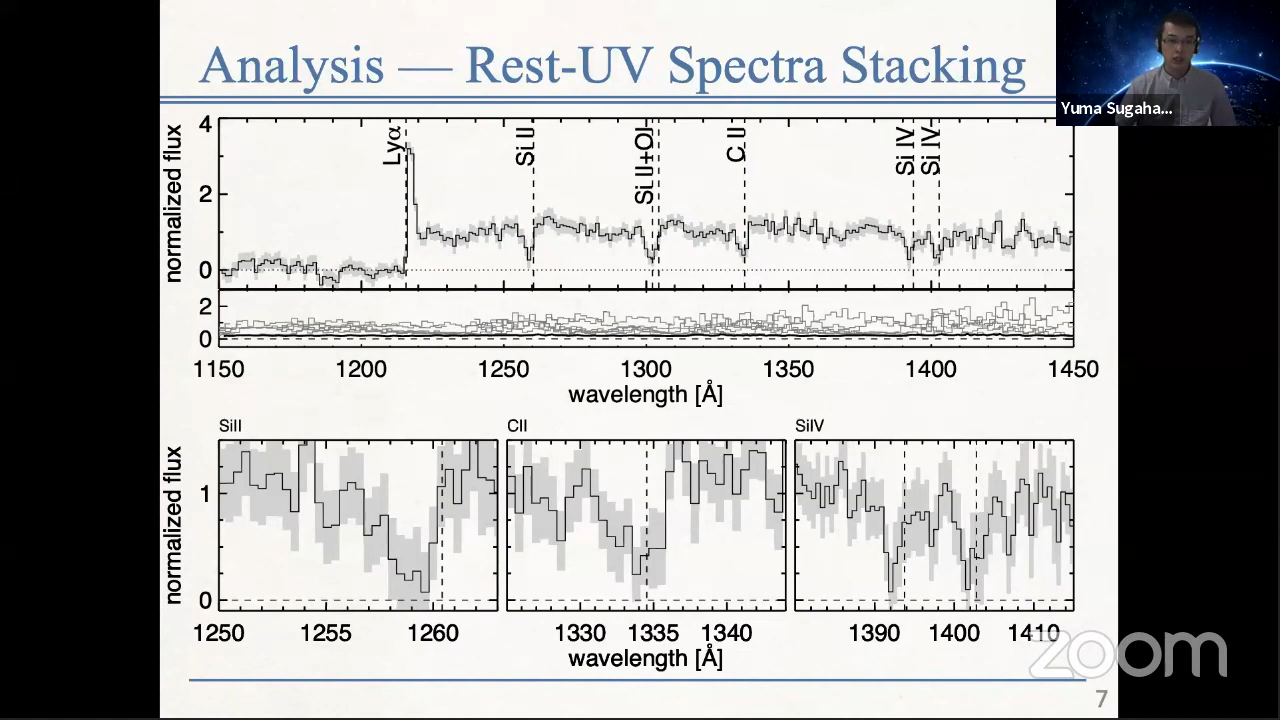 Analysis — Rest-UV Spectra Stacking
Yuma Sugaha...
normalized flux
4
2
0
Lyα
Si II
Si II+OI
C II
Si IV
Si IV
2
0
1150 1200 1250 1300 1350 1400 1450
wavelength [Å]
SiII
CII
SiIV
normalized flux
1
0
1250 1255 1260
1330 1335 1340
1390 1400 1410
wavelength [Å]
zoom
7